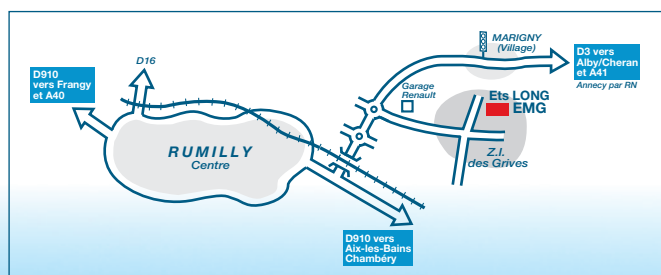 D910
vers Frangy
et A40
D16
RUMILLY
Centre
MARIGNY
(Village)
D3 vers
Alby/Cheran
et A41
Annecy par RN
Garage
Renault
Ets LONG
EMG
Z.I.
des Grives
D910 vers
Aix-les-Bains
Chambéry